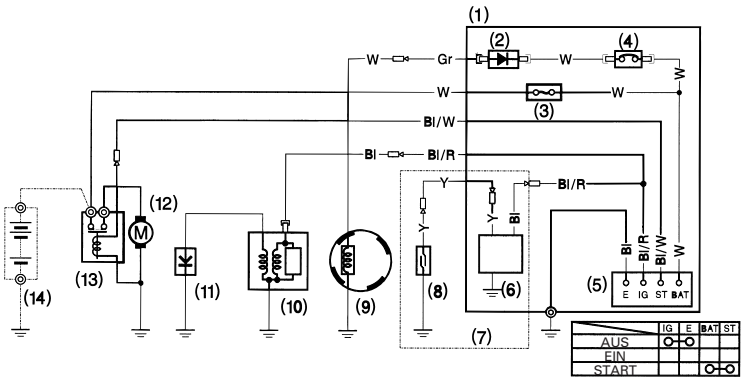 (1)
(2)
(4)
W
Gr
W
W
W
W
(3)
Bl/W
Bl
Bl/R
Y
Bl/R
(12)
M
Y
Y
Bl
Bl
Bl/R
Bl/W
W
(13)
(14)
(11)
(10)
(9)
(8)
(6)
(5)
E IG ST BAT
(7)
IG E BAT ST
AUS
EIN
START